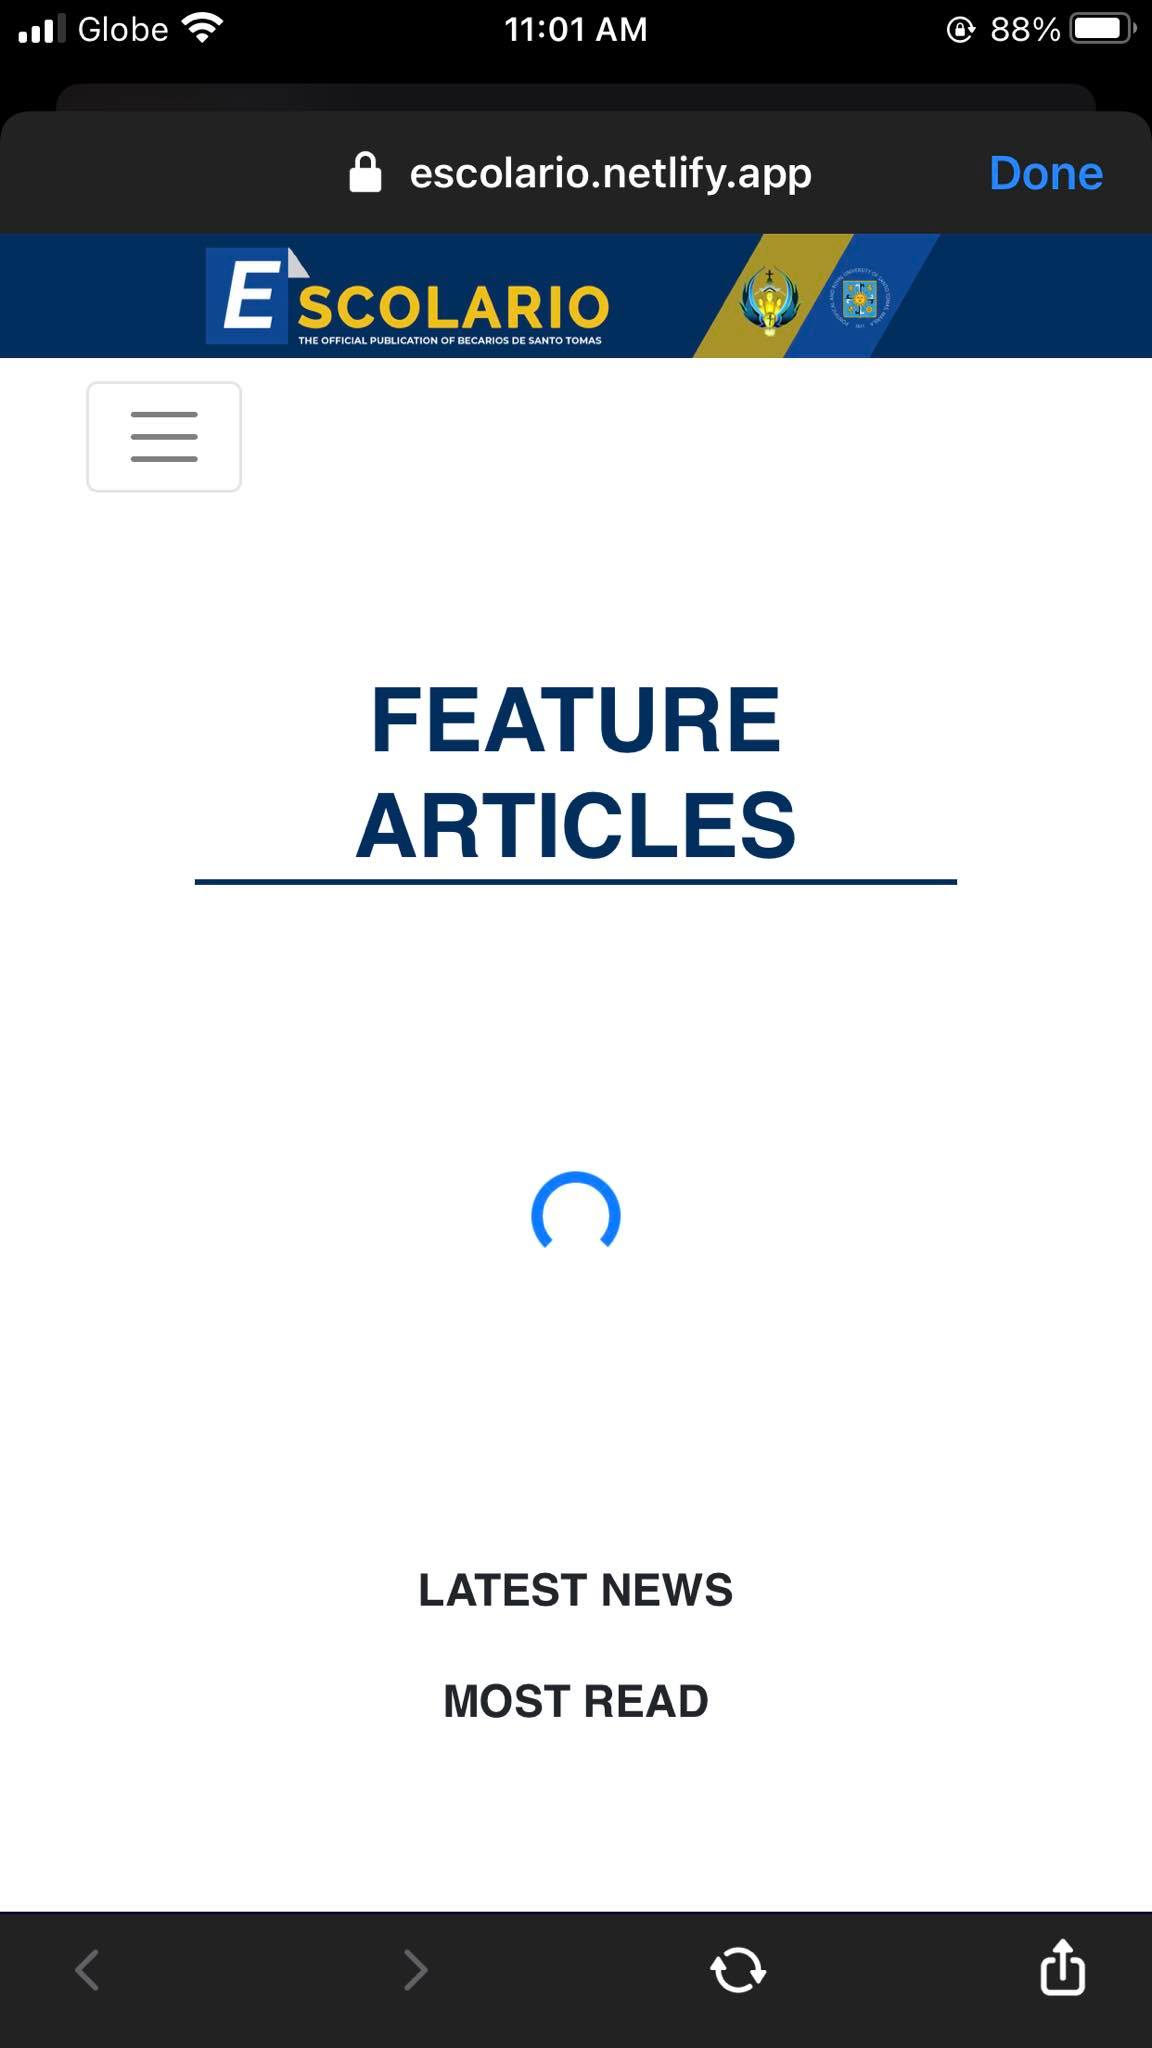 Globe 11:01 AM 88%
escolario.netlify.app Done
ESCOLARIO
THE OFFICIAL PUBLICATION OF BECARIOS DE SANTO TOMAS
FEATURE
ARTICLES
LATEST NEWS
MOST READ